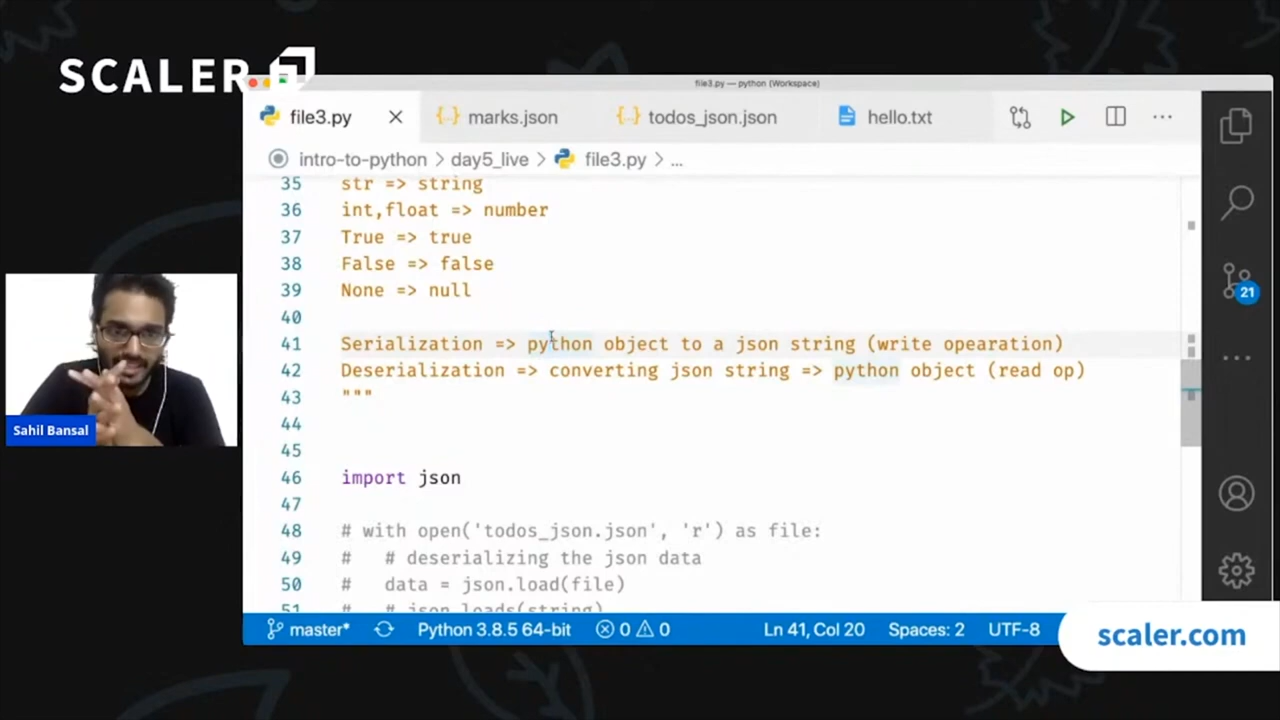 SCALER
file3.py — python (Workspace)
file3.py
marks.json
todos_json.json
hello.txt
intro-to-python > day5_live > file3.py > ...
35 str => string
36 int,float => number
37 True => true
38 False => false
39 None => null
40
41 Serialization => python object to a json string (write opearation)
42 Deserialization => converting json string => python object (read op)
43 """
44
45
46 import json
47
48 # with open('todos_json.json', 'r') as file:
49 #   # deserializing the json data
50 #   data = json.load(file)
51 #   # json.loads(string)
21
Sahil Bansal
master*
Python 3.8.5 64-bit
0
0
Ln 41, Col 20
Spaces: 2
UTF-8
scaler.com